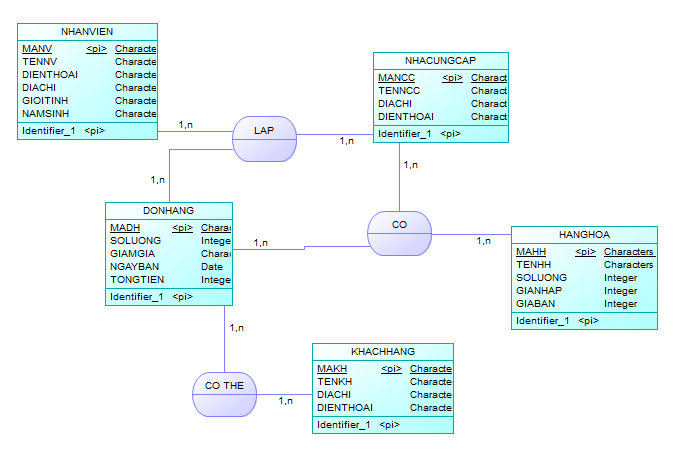 NHANVIEN
MANV <pi> Characte
TENNV Characte
DIENTHOAI Characte
DIACHI Characte
GIOITINH Characte
NAMSINH Characte
Identifier_1 <pi>
NHACUNGCAP
MANCC <pi> Charact
TENNCC Charact
DIACHI Charact
DIENTHOAI Charact
Identifier_1 <pi>
1,n
LAP
1,n
1,n
1,n
DONHANG
MADH <pi> Charac
SOLUONG Intege
GIAMGIA Charac
NGAYBAN Date
TONGTIEN Intege
Identifier_1 <pi>
1,n
CO
1,n
HANGHOA
MAHH <pi> Characters
TENHH Characters
SOLUONG Integer
GIANHAP Integer
GIABAN Integer
Identifier_1 <pi>
1,n
CO THE
1,n
KHACHHANG
MAKH <pi> Characte
TENKH Characte
DIACHI Characte
DIENTHOAI Characte
Identifier_1 <pi>